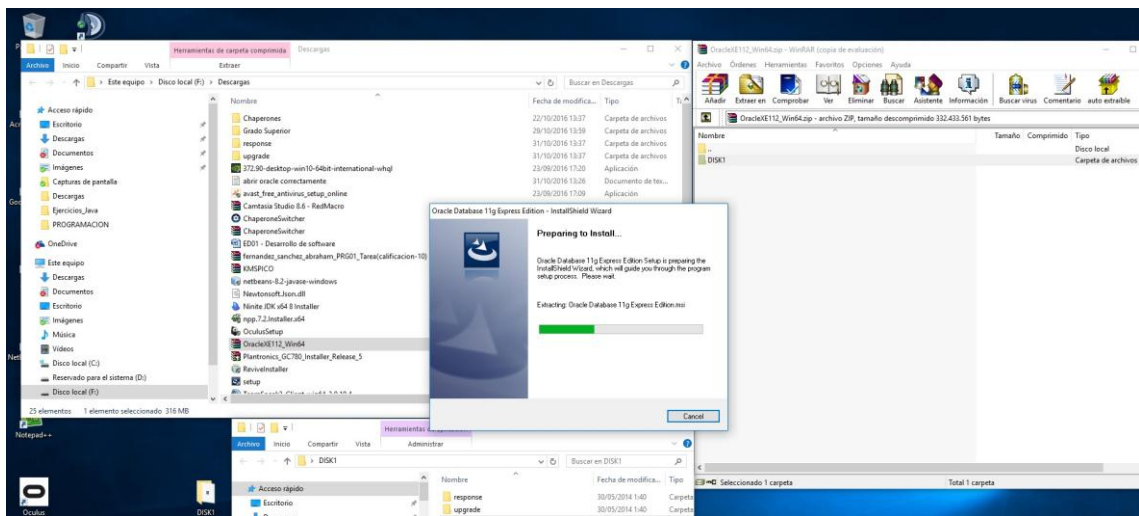 Herramientas de carpeta comprimida
Descargas
Archivo Inicio Compartir Vista Extraer
Este equipo > Disco local (F:) > Descargas
Buscar en Descargas
Acceso rápido
Escritorio
Descargas
Documentos
Imágenes
Capturas de pantalla
Descargas
Ejercicios_Java
PROGRAMACION
OneDrive
Este equipo
Descargas
Documentos
Escritorio
Imágenes
Música
Vídeos
Disco local (C:)
Reservado para el sistema (D:)
Disco local (F:)
Nombre Fecha de modifica... Tipo
Chaperones 22/10/2016 13:37 Carpeta de archivos
Grado Superior 28/10/2016 13:59 Carpeta de archivos
response 31/10/2016 13:37 Carpeta de archivos
upgrade 31/10/2016 13:37 Carpeta de archivos
372.90-desktop-win10-64bit-international-whql 23/09/2016 17:20 Aplicación
abrir oracle correctamente 31/10/2016 13:26 Documento de tex...
avast_free_antivirus_setup_online 23/09/2016 17:09 Aplicación
Camtasia Studio 8.6 - RedMacro
ChaperoneSwitcher
ChaperoneSwitcher
ED01 - Desarrollo de software
fernandez_sanchez_abraham_PRG01_Tarea(calificacion-10)
KMSPICO
netbeans-8.2-javase-windows
Newtonsoft.Json.dll
Ninite JDK x64 8 Installer
npp.7.2.Installer.x64
OculusSetup
OracleXE112_Win64
Plantronics_GC780_Installer_Release_5
ReviveInstaller
setup
25 elementos 1 elemento seleccionado 316 MB
Oracle Database 11g Express Edition - InstallShield Wizard
Preparing to Install...
Oracle Database 11g Express Edition Setup is preparing the
InstallShield Wizard, which will guide you through the program
setup process. Please wait.
Extracting: Oracle Database 11g Express Edition.msi
Cancel
OracleXE112_Win64.zip - WinRAR (copia de evaluación)
Archivo Órdenes Herramientas Favoritos Opciones Ayuda
Añadir Extraer en Comprobar Ver Eliminar Buscar Asistente Información Buscar virus Comentario auto extraíble
OracleXE112_Win64.zip - archivo ZIP, tamaño descomprimido 332.433.561 bytes
Nombre Tamaño Comprimido Tipo
.. Disco local
DISK1 Carpeta de archivos
Seleccionado 1 carpeta Total 1 carpeta
Herramientas
Archivo Inicio Compartir Vista Administrar
DISK1
Buscar en DISK1
Acceso rápido
Escritorio
Nombre Fecha de modifica... Tipo
response 30/05/2014 1:40 Carpeta
upgrade 30/05/2014 1:40 Carpeta
Notepad++
Oculus
DISK1